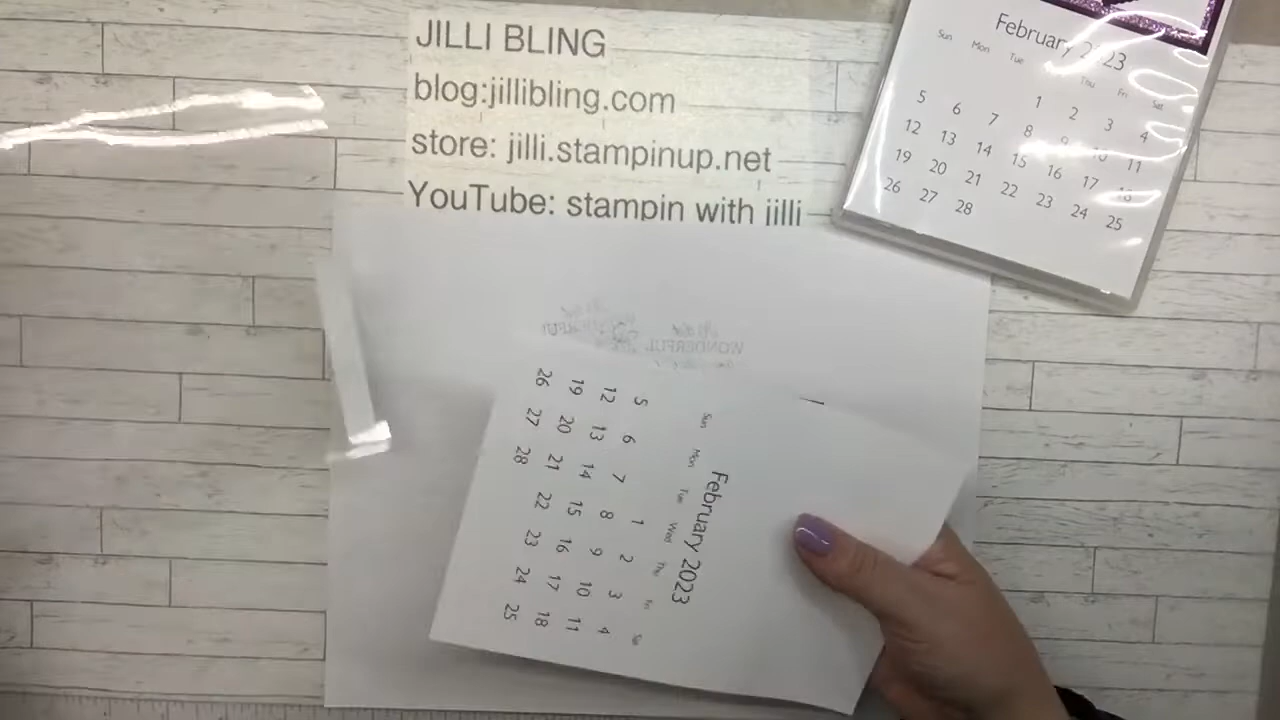 JILLI BLING
blog:jillibling.com
store: jilli.stampinup.net
YouTube: stampin with jilli
February 2023
Sun Mon Tue Thu Fri Sat
1 2 3 4
5 6 7 8 9 10 11
12 13 14 15 16 17 18
19 20 21 22 23 24 25
26 27 28
WONDERFUL
February 2023
Sun Mon Tue Wed Thu Fri Sat
1 2 3 4
5 6 7 8 9 10 11
12 13 14 15 16 17 18
19 20 21 22 23 24 25
26 27 28